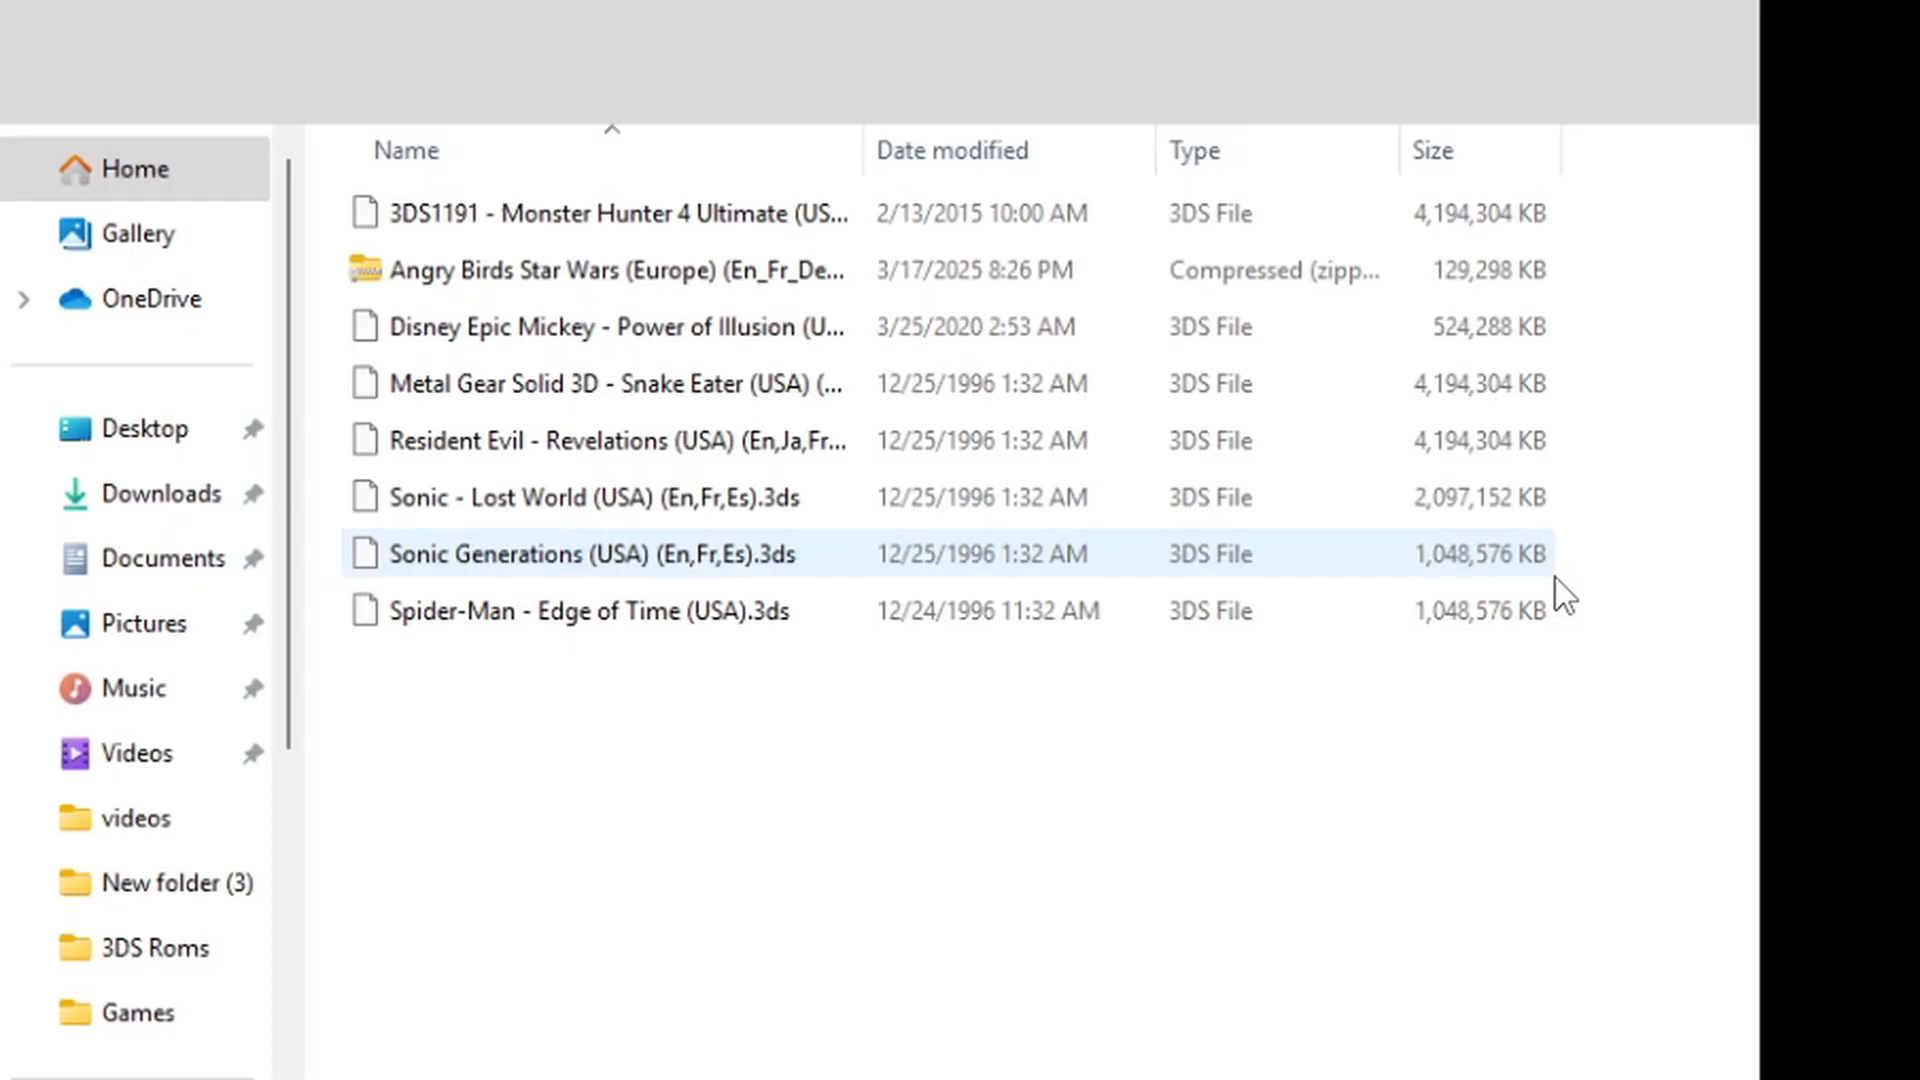 Name Date modified Type Size
Home
Gallery
OneDrive
Desktop
Downloads
Documents
Pictures
Music
Videos
videos
New folder (3)
3DS Roms
Games
3DS1191 - Monster Hunter 4 Ultimate (US... 2/13/2015 10:00 AM 3DS File 4,194,304 KB
Angry Birds Star Wars (Europe) (En_Fr_De... 3/17/2025 8:26 PM Compressed (zipp... 129,298 KB
Disney Epic Mickey - Power of Illusion (U... 3/25/2020 2:53 AM 3DS File 524,288 KB
Metal Gear Solid 3D - Snake Eater (USA) (... 12/25/1996 1:32 AM 3DS File 4,194,304 KB
Resident Evil - Revelations (USA) (En,Ja,Fr... 12/25/1996 1:32 AM 3DS File 4,194,304 KB
Sonic - Lost World (USA) (En,Fr,Es).3ds 12/25/1996 1:32 AM 3DS File 2,097,152 KB
Sonic Generations (USA) (En,Fr,Es).3ds 12/25/1996 1:32 AM 3DS File 1,048,576 KB
Spider-Man - Edge of Time (USA).3ds 12/24/1996 11:32 AM 3DS File 1,048,576 KB